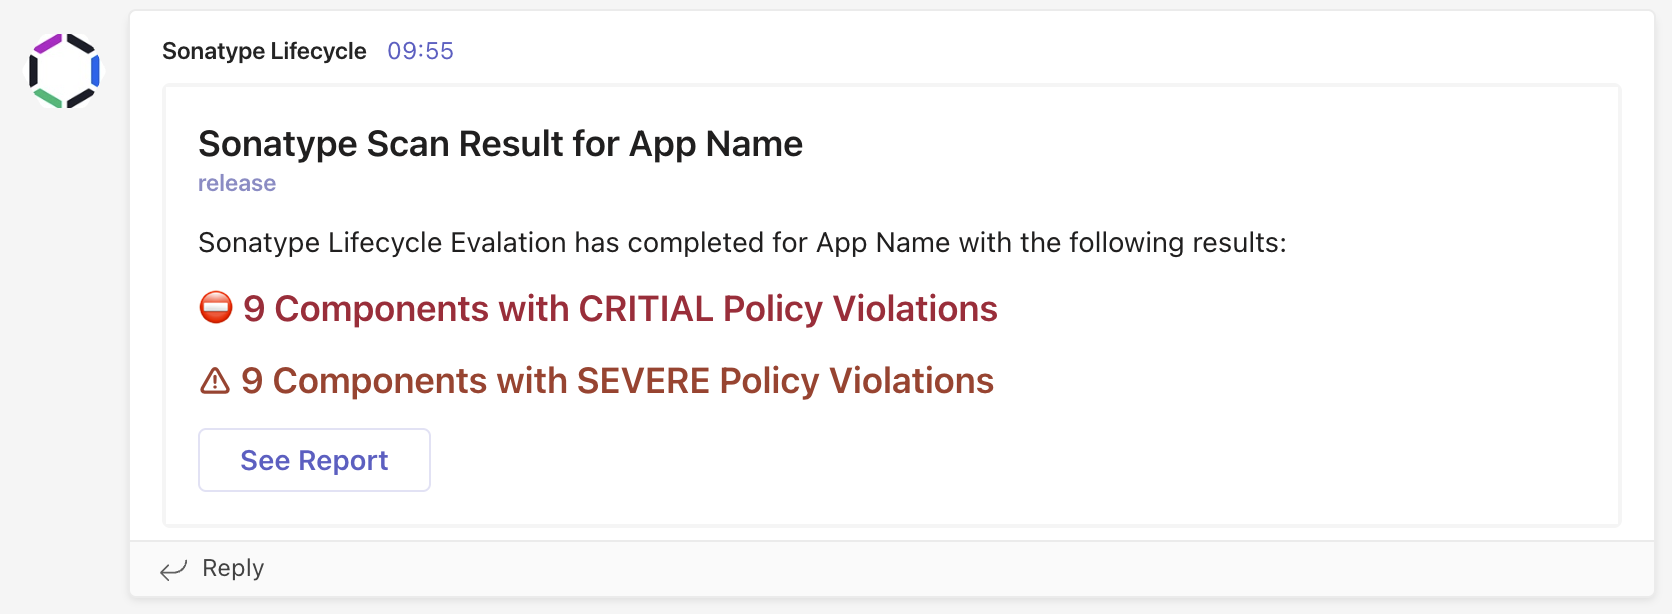 Sonatype Lifecycle 09:55
Sonatype Scan Result for App Name
release
Sonatype Lifecycle Evalation has completed for App Name with the following results:
⛔ 9 Components with CRITIAL Policy Violations
⚠ 9 Components with SEVERE Policy Violations
See Report
Reply